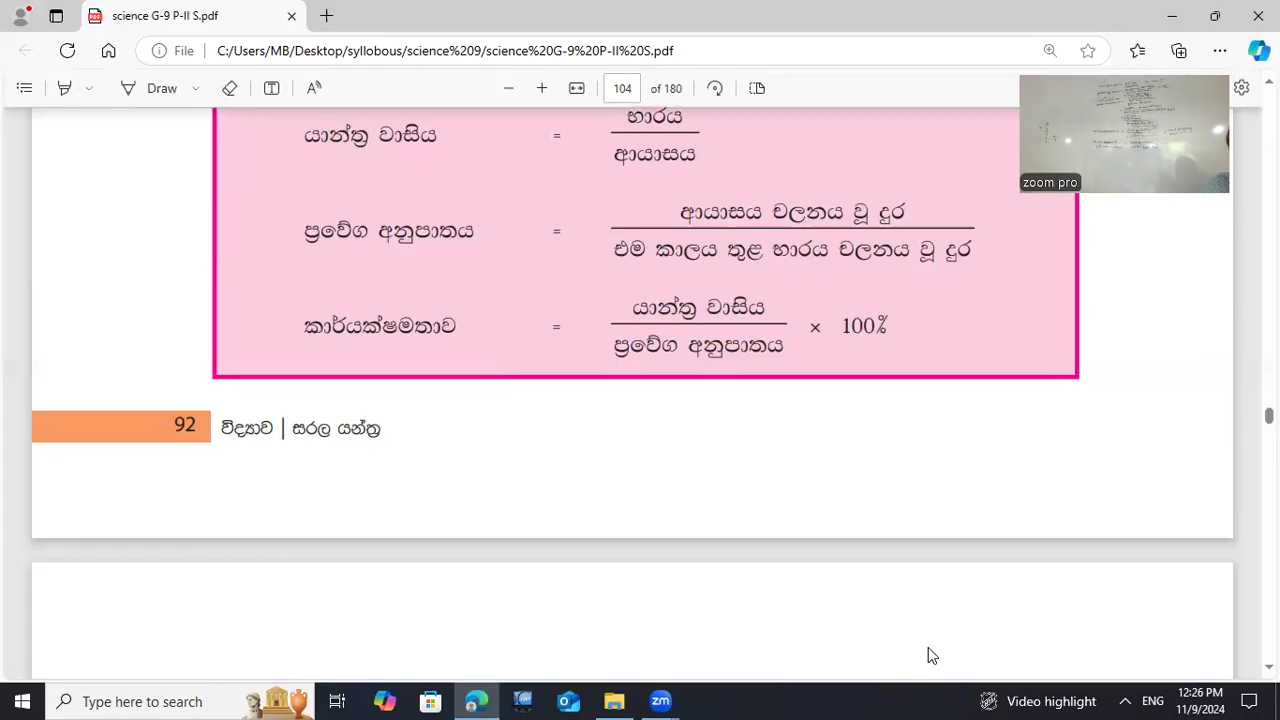 science G-9 P-II S.pdf
File C:/Users/MB/Desktop/syllobous/science%209/science%20G-9%20P-II%20S.pdf
Draw 104 of 180
zoom pro
භාරය
යාන්ත්‍ර වාසිය =
ආයාසය
ආයාසය චලනය වූ දුර
ප්‍රවේග අනුපාතය =
එම කාලය තුළ භාරය චලනය වූ දුර
යාන්ත්‍ර වාසිය
කාර්යක්ෂමතාව = × 100%
ප්‍රවේග අනුපාතය
92 විද්‍යාව | සරල යන්ත්‍ර
Type here to search
Video highlight
ENG
12:26 PM
11/9/2024